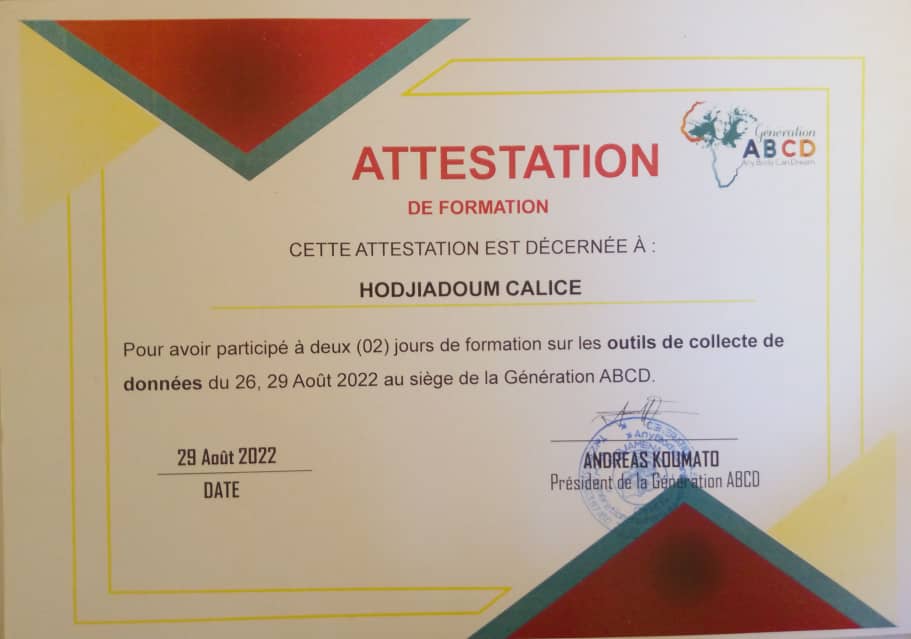 Génération
ABCD
Any Body Can Dream
ATTESTATION
DE FORMATION
CETTE ATTESTATION EST DÉCERNÉE À :
HODJIADOUM CALICE
Pour avoir participé à deux (02) jours de formation sur les outils de collecte de
données du 26, 29 Août 2022 au siège de la Génération ABCD.
29 Août 2022
DATE
ANDREAS KOUMATO
Président de la Génération ABCD